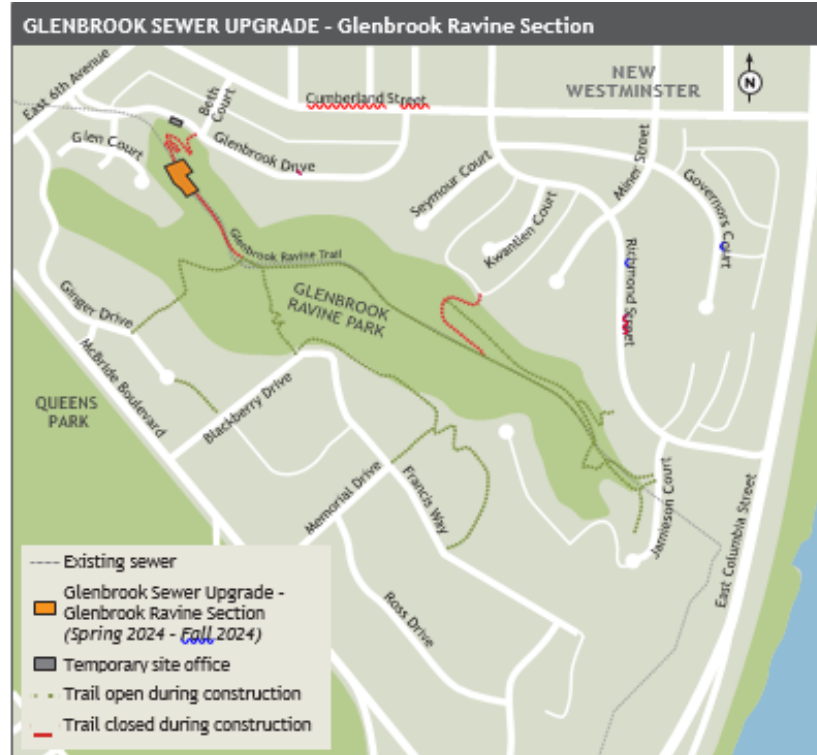 GLENBROOK SEWER UPGRADE - Glenbrook Ravine Section
East 6th Avenue
Beth
Court
Cumberland Street
NEW
WESTMINSTER
N
Glen Court
Glenbrook Drive
Seymour Court
Miner Street
Governors Court
Kwantlen Court
Richmond Street
Glenbrook Ravine Trail
GLENBROOK
RAVINE PARK
Ginger Drive
McBride Boulevard
QUEENS
PARK
Blackberry Drive
Memorial Drive
Francis Way
Jamieson Court
East Columbia Street
Ross Drive
Existing sewer
Glenbrook Sewer Upgrade -
Glenbrook Ravine Section
(Spring 2024 - Fall 2024)
Temporary site office
Trail open during construction
Trail closed during construction